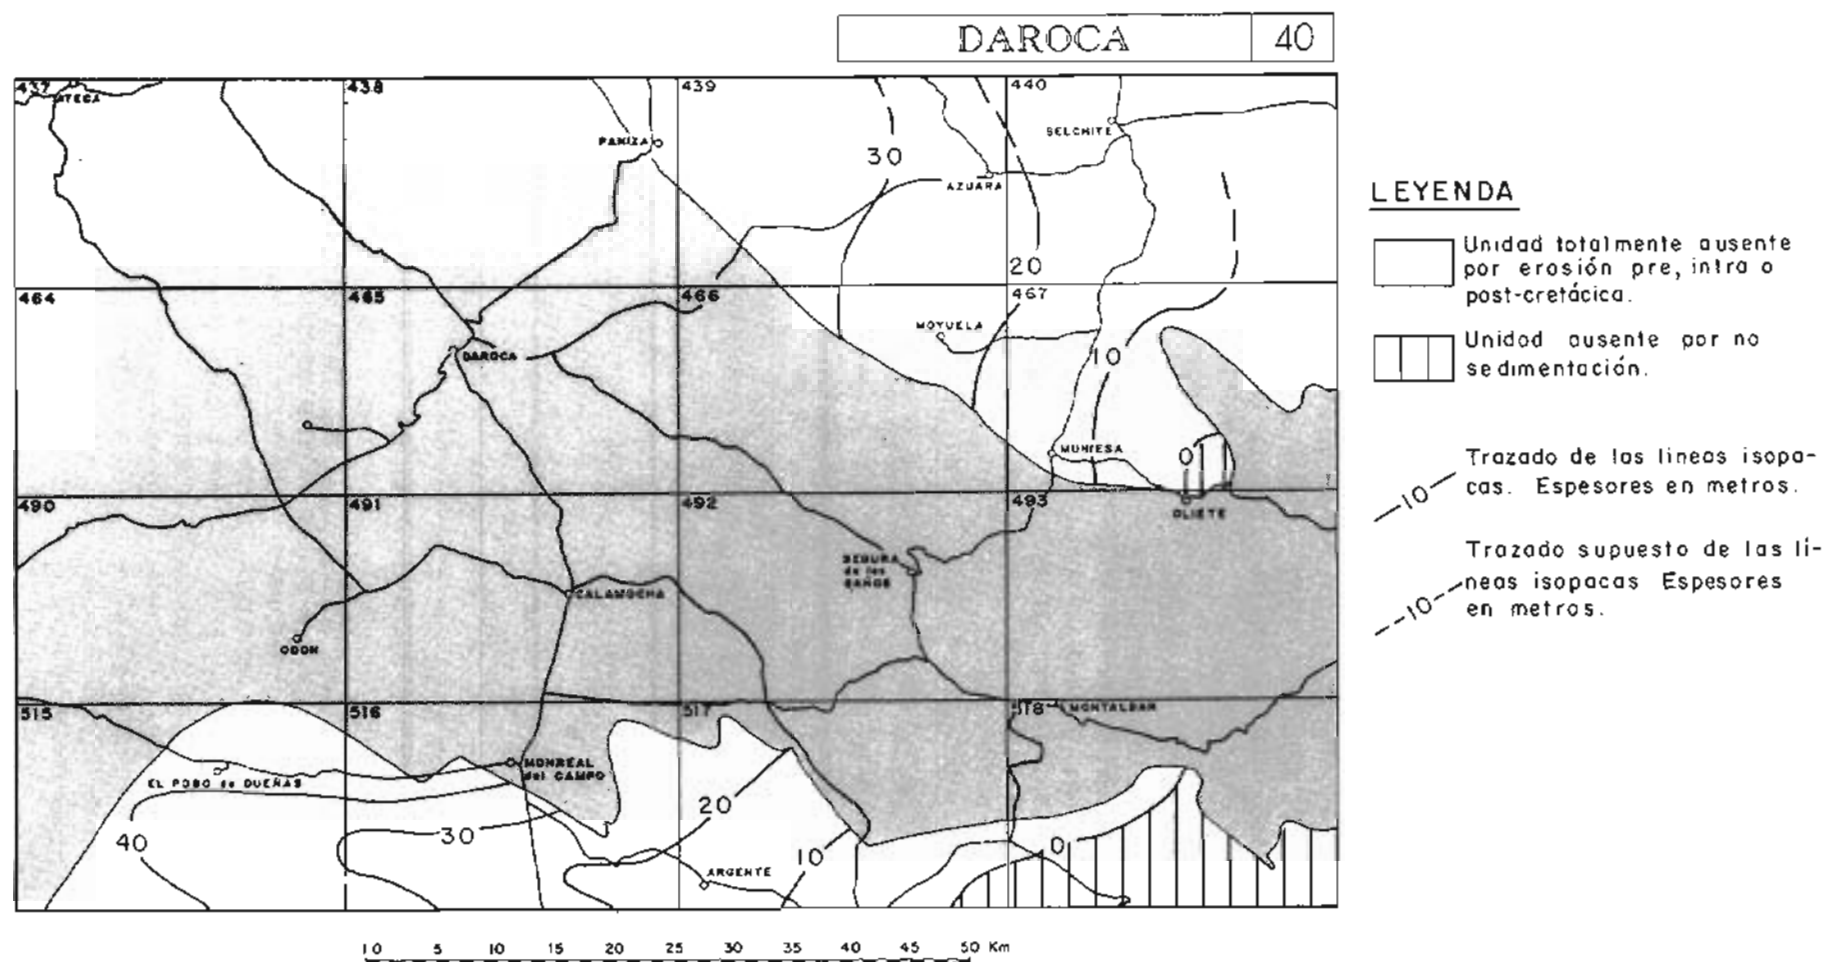 DAROCA 40
437 438 439 440
ATECA
PANIZA
BELCHITE
30
AZUARA
20
464 465 466 467
MOYUELA
DAROCA
10
MUNIESA
0
490 491 492 493
OLIETE
SEGURA
de los
BAÑOS
CALAMOCHA
ODON
515 516 517 518
MONTALBAN
MONREAL
del CAMPO
EL POBO de DUEÑAS
20
30
40
10
0
ARGENTE
10 5 10 15 20 25 30 35 40 45 50 Km
LEYENDA
Unidad totalmente ausente
por erosión pre, intra o
post-cretácica.
Unidad ausente por no
sedimentación.
10
Trazado de las lineas isopa-
cas. Espesores en metros.
10
Trazado supuesto de las lí-
neas isopacas Espesores
en metros.